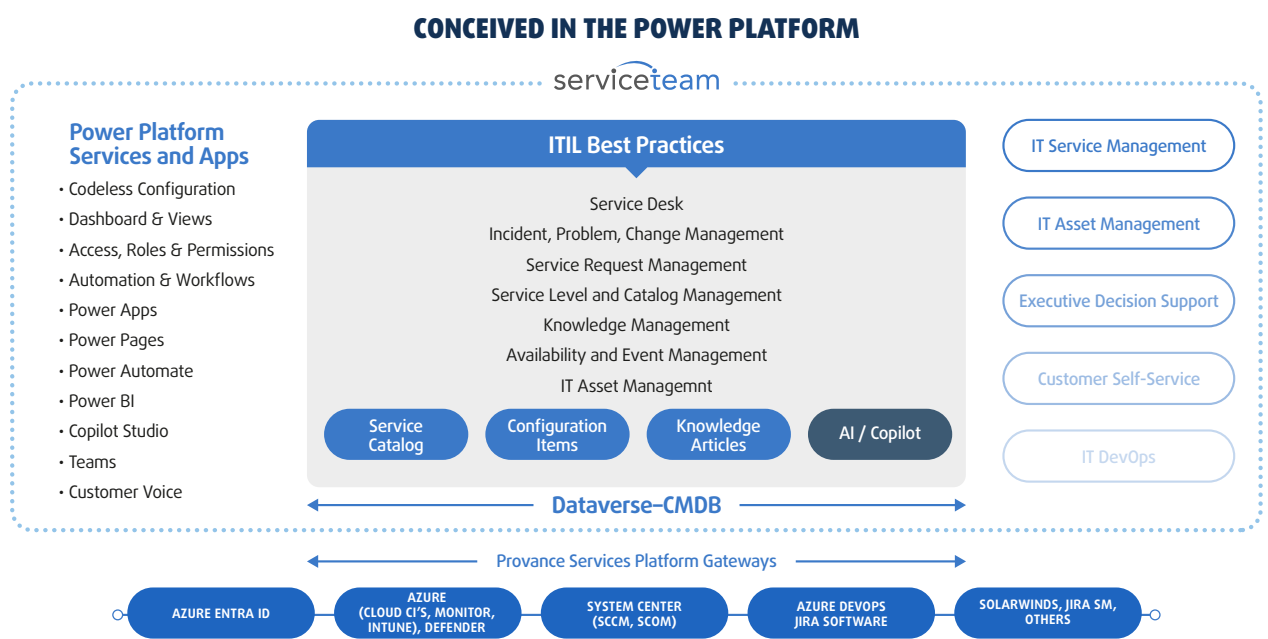 CONCEIVED IN THE POWER PLATFORM
serviceteam
Power Platform
Services and Apps
• Codeless Configuration
• Dashboard & Views
• Access, Roles & Permissions
• Automation & Workflows
• Power Apps
• Power Pages
• Power Automate
• Power BI
• Copilot Studio
• Teams
• Customer Voice
ITIL Best Practices
Service Desk
Incident, Problem, Change Management
Service Request Management
Service Level and Catalog Management
Knowledge Management
Availability and Event Management
IT Asset Managemnt
Service
Catalog
Configuration
Items
Knowledge
Articles
AI / Copilot
Dataverse–CMDB
IT Service Management
IT Asset Management
Executive Decision Support
Customer Self-Service
IT DevOps
Provance Services Platform Gateways
AZURE ENTRA ID
AZURE
(CLOUD CI'S, MONITOR,
INTUNE), DEFENDER
SYSTEM CENTER
(SCCM, SCOM)
AZURE DEVOPS
JIRA SOFTWARE
SOLARWINDS, JIRA SM,
OTHERS